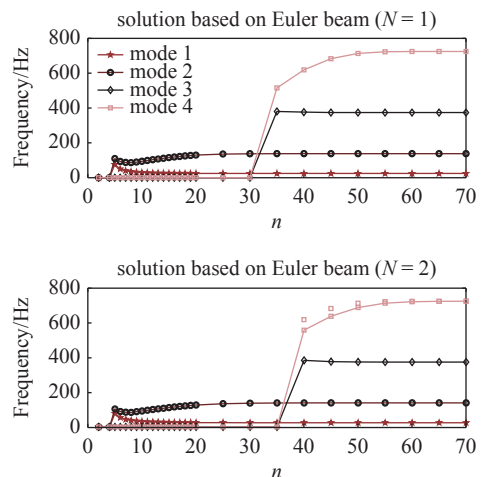 solution based on Euler beam (N = 1)
800
600
400
200
0
Frequency/Hz
mode 1
mode 2
mode 3
mode 4
0 10 20 30 40 50 60 70
n
solution based on Euler beam (N = 2)
800
600
400
200
0
Frequency/Hz
0 10 20 30 40 50 60 70
n